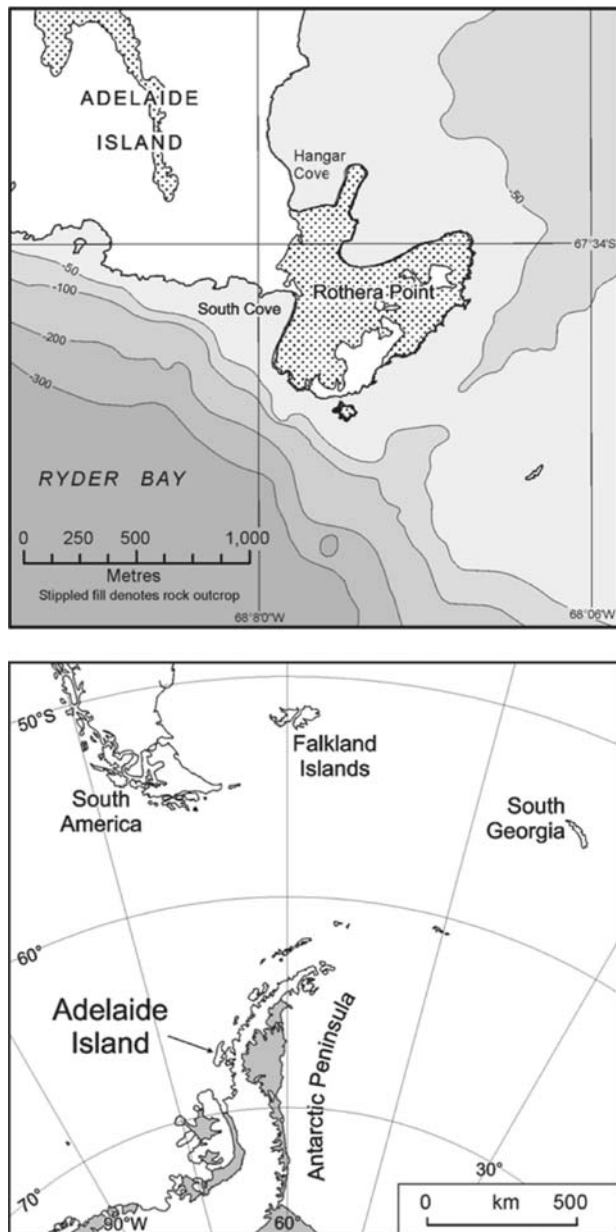 ADELAIDE
ISLAND
Hangar
Cove
-50
67°34'S
-50
-100
Rothera Point
South Cove
-200
-300
RYDER BAY
0 250 500 1,000
Metres
Stippled fill denotes rock outcrop
68°8'0"W
68°06'W
50°S
Falkland
Islands
South
America
South
Georgia
60°
Adelaide
Island
Antarctic Peninsula
70°
90°W
60°
30°
0 km 500